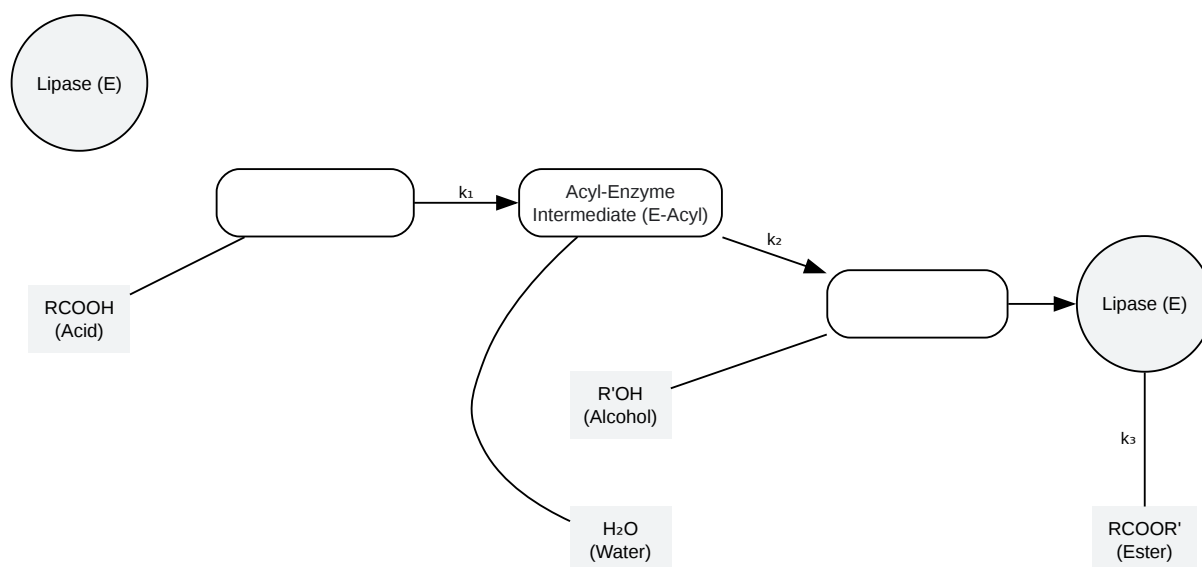 Lipase (E)
k₁
Acyl-Enzyme
Intermediate (E-Acyl)
k₂
RCOOH
(Acid)
Lipase (E)
R'OH
(Alcohol)
k₃
H₂O
(Water)
RCOOR'
(Ester)